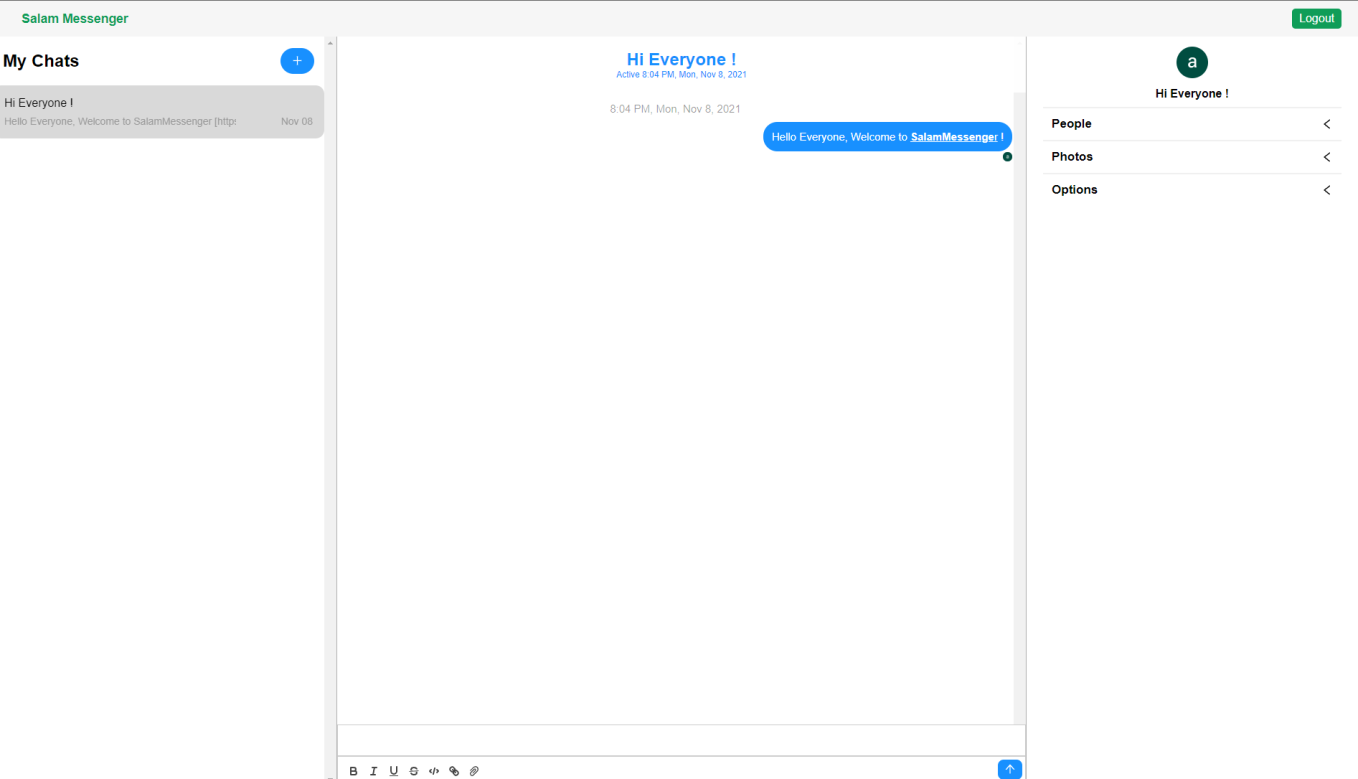 Salam Messenger
Logout
My Chats
+
Hi Everyone !
Hello Everyone, Welcome to SalamMessenger [http
Nov 08
Hi Everyone !
Active 8:04 PM, Mon, Nov 8, 2021
8:04 PM, Mon, Nov 8, 2021
Hello Everyone, Welcome to SalamMessenger !
a
Hi Everyone !
People
Photos
Options
B I U S </>